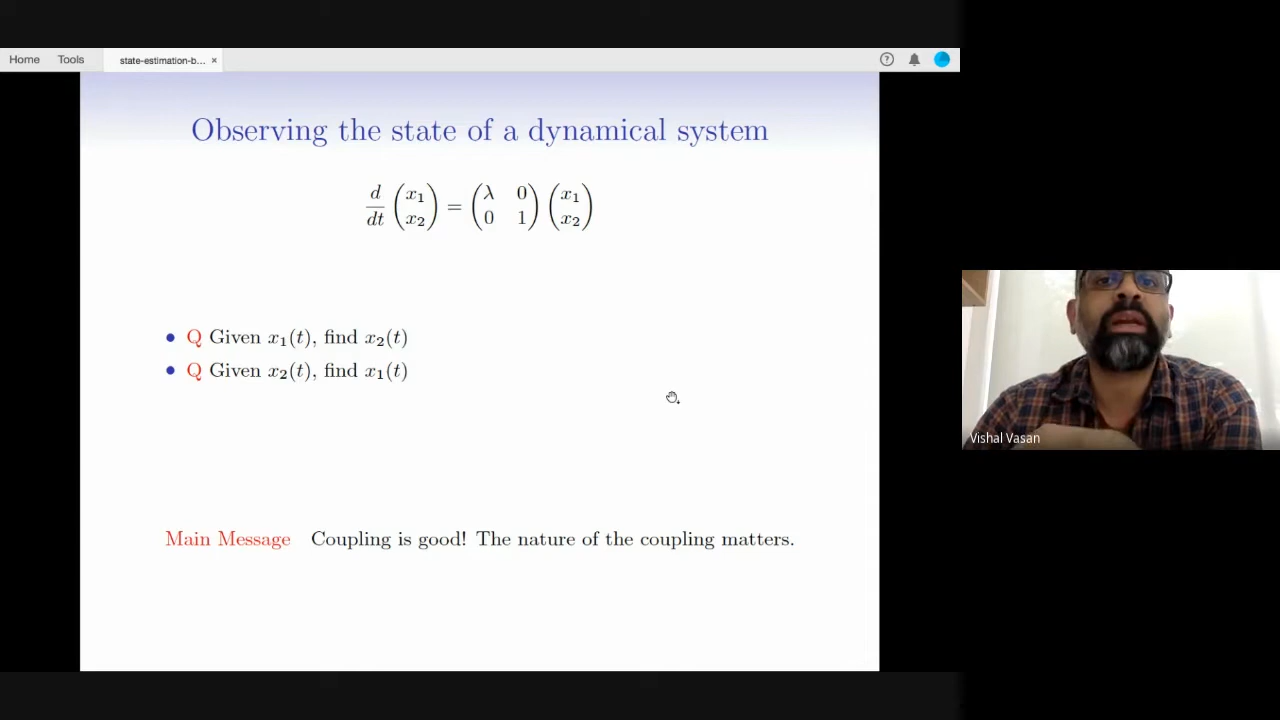 Home Tools state-estimation-b... ×
Observing the state of a dynamical system
d/dt (x₁ x₂) = (λ 0 0 1) (x₁ x₂)
• Q Given x₁(t), find x₂(t)
• Q Given x₂(t), find x₁(t)
Main Message Coupling is good! The nature of the coupling matters.
Vishal Vasan